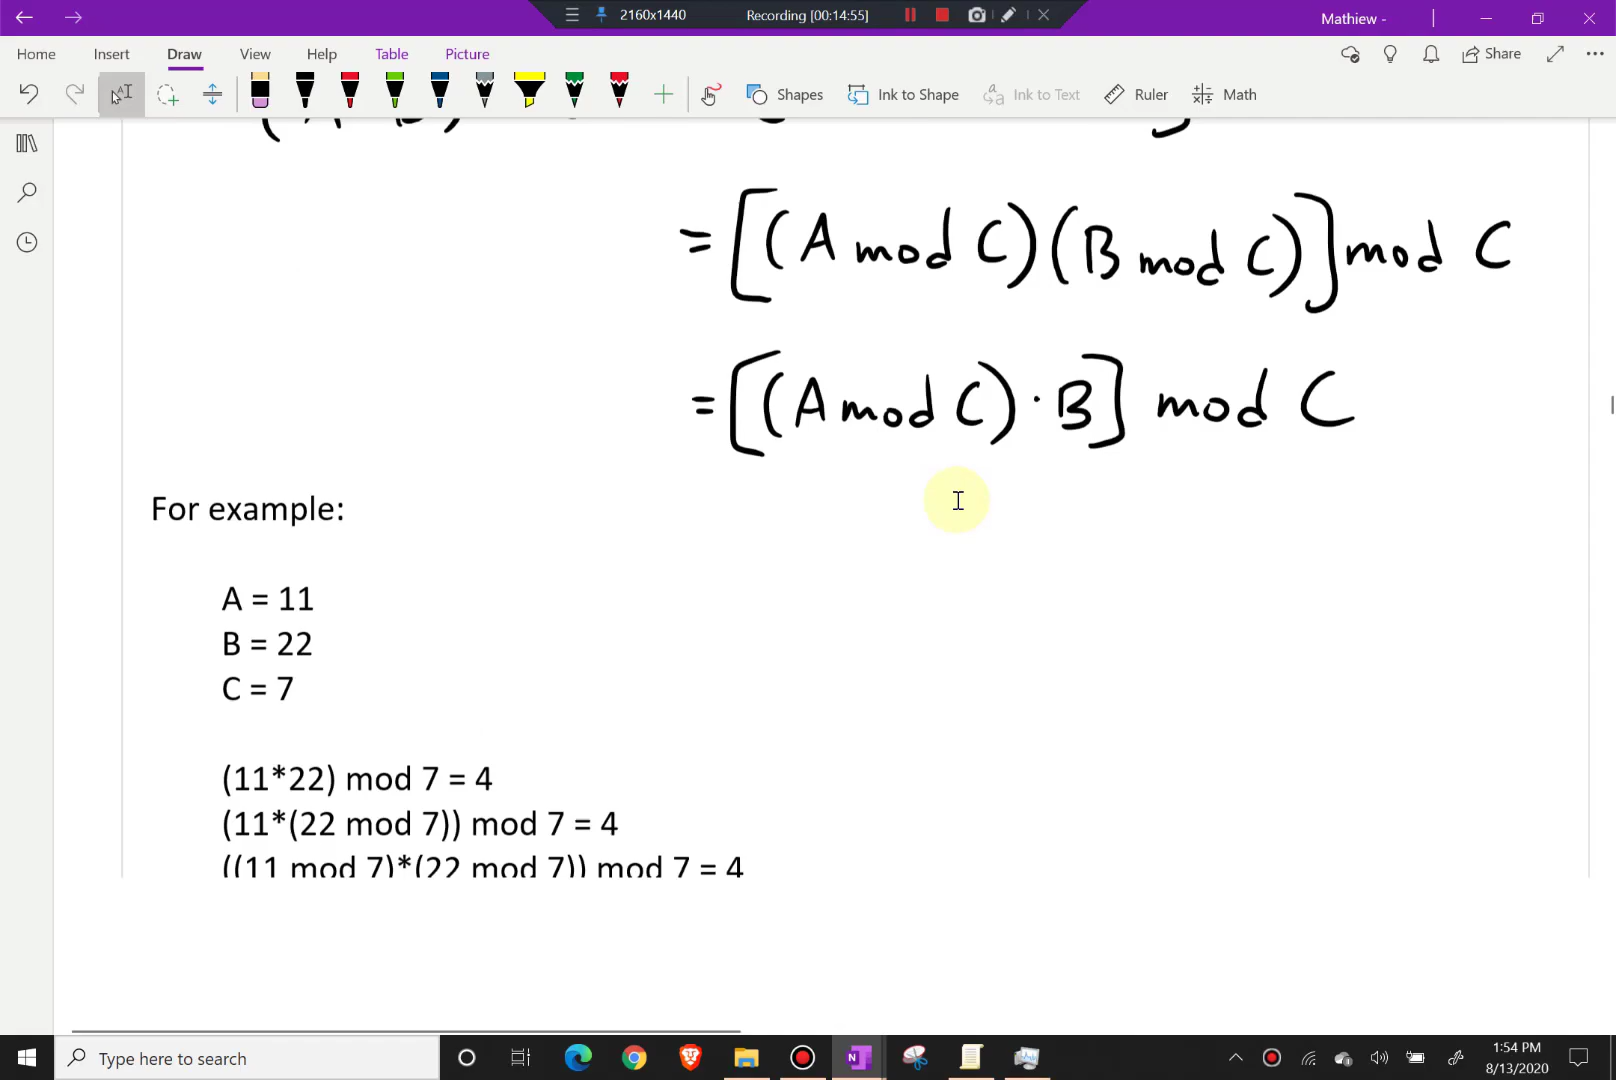 2160x1440 Recording [00:14:55] Mathiew -
Home Insert Draw View Help Table Picture Share
Shapes Ink to Shape Ink to Text Ruler Math
= [(A mod C)(B mod C)] mod C
= [(A mod C) · B] mod C
For example:
A = 11
B = 22
C = 7
(11*22) mod 7 = 4
(11*(22 mod 7)) mod 7 = 4
((11 mod 7)*(22 mod 7)) mod 7 = 4
Type here to search
1:54 PM
8/13/2020